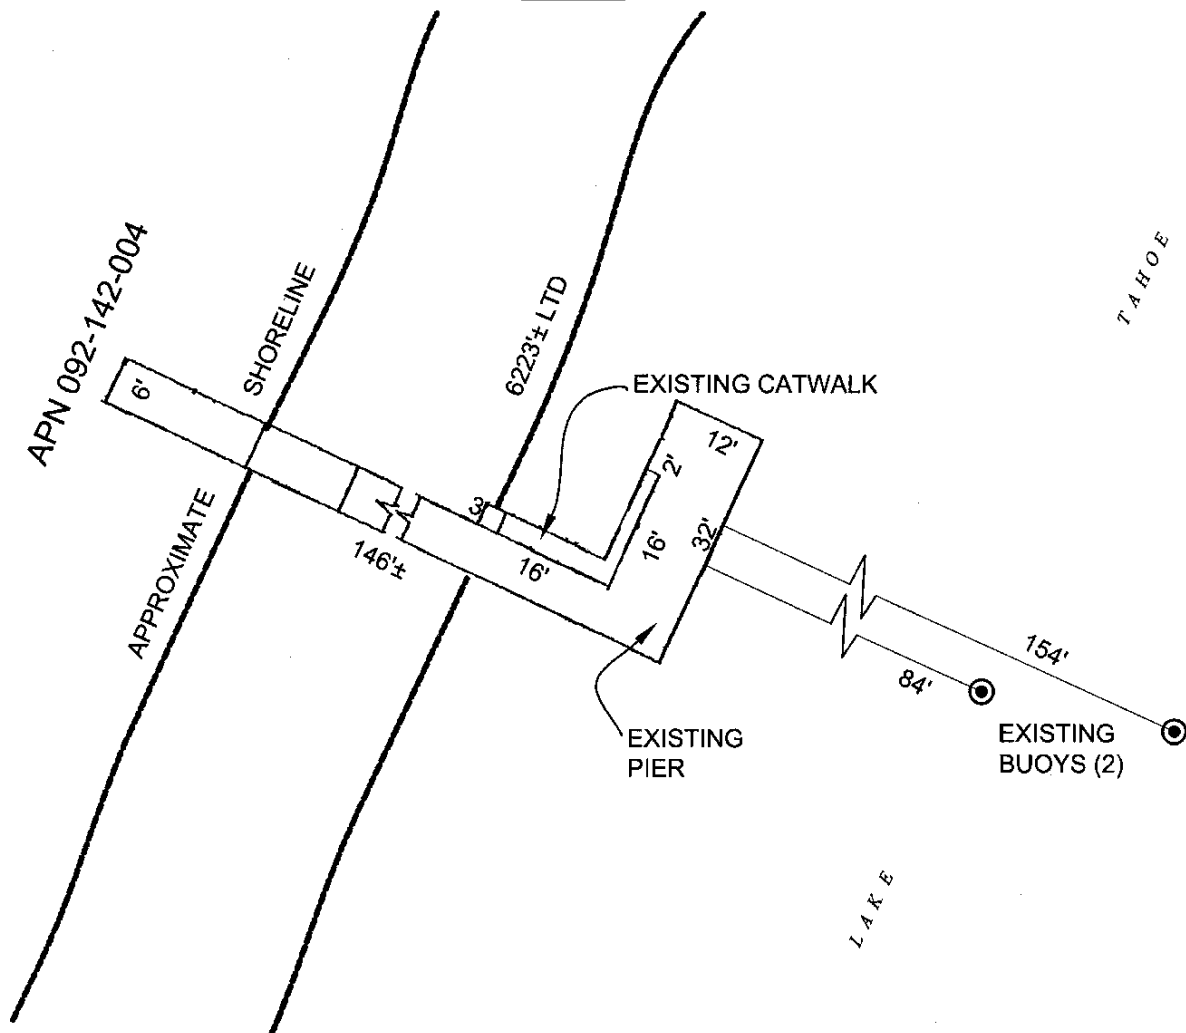 TAHOE
APN 092-142-004
SHORELINE
6223'± LTD
EXISTING CATWALK
6'
12'
2'
3'
16'
16'
32'
146'±
APPROXIMATE
154'
84'
EXISTING
PIER
EXISTING
BUOYS (2)
LAKE